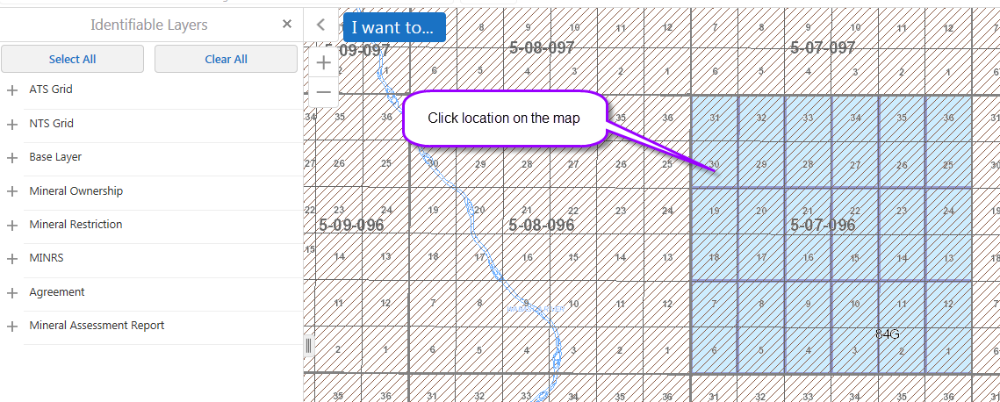 Identifiable Layers
Select All
Clear All
ATS Grid
NTS Grid
Base Layer
Mineral Ownership
Mineral Restriction
MINRS
Agreement
Mineral Assessment Report
I want to...
8 9 10 11 12 7 8 9 10 11 12 7
5-09-097 5-08-097 5-07-097
6 5 4 3 2 1 6 5 4 3 2 1 6
Click location on the map
34 35 36 35 36 31 32 33 34 35 36 31
27 26 25 30 29 28 27 26 25 30 29 28 27 26 25 30
22 23 24 19 20 21 22 23 24 19 20 21 22 23 24 19
5-09-096 5-08-096 5-07-096
15 14 13 18 17 16 15 14 13 18 17 16 15 14 13 18
11 12 7 8 9 10 11 12 7 8 9 10 11 12 7
84G
2 1 6 5 4 3 2 1 6 5 4 3 2 1 6
35 36 31 32 33 34 35 36 31 32 33 34 35 36 31